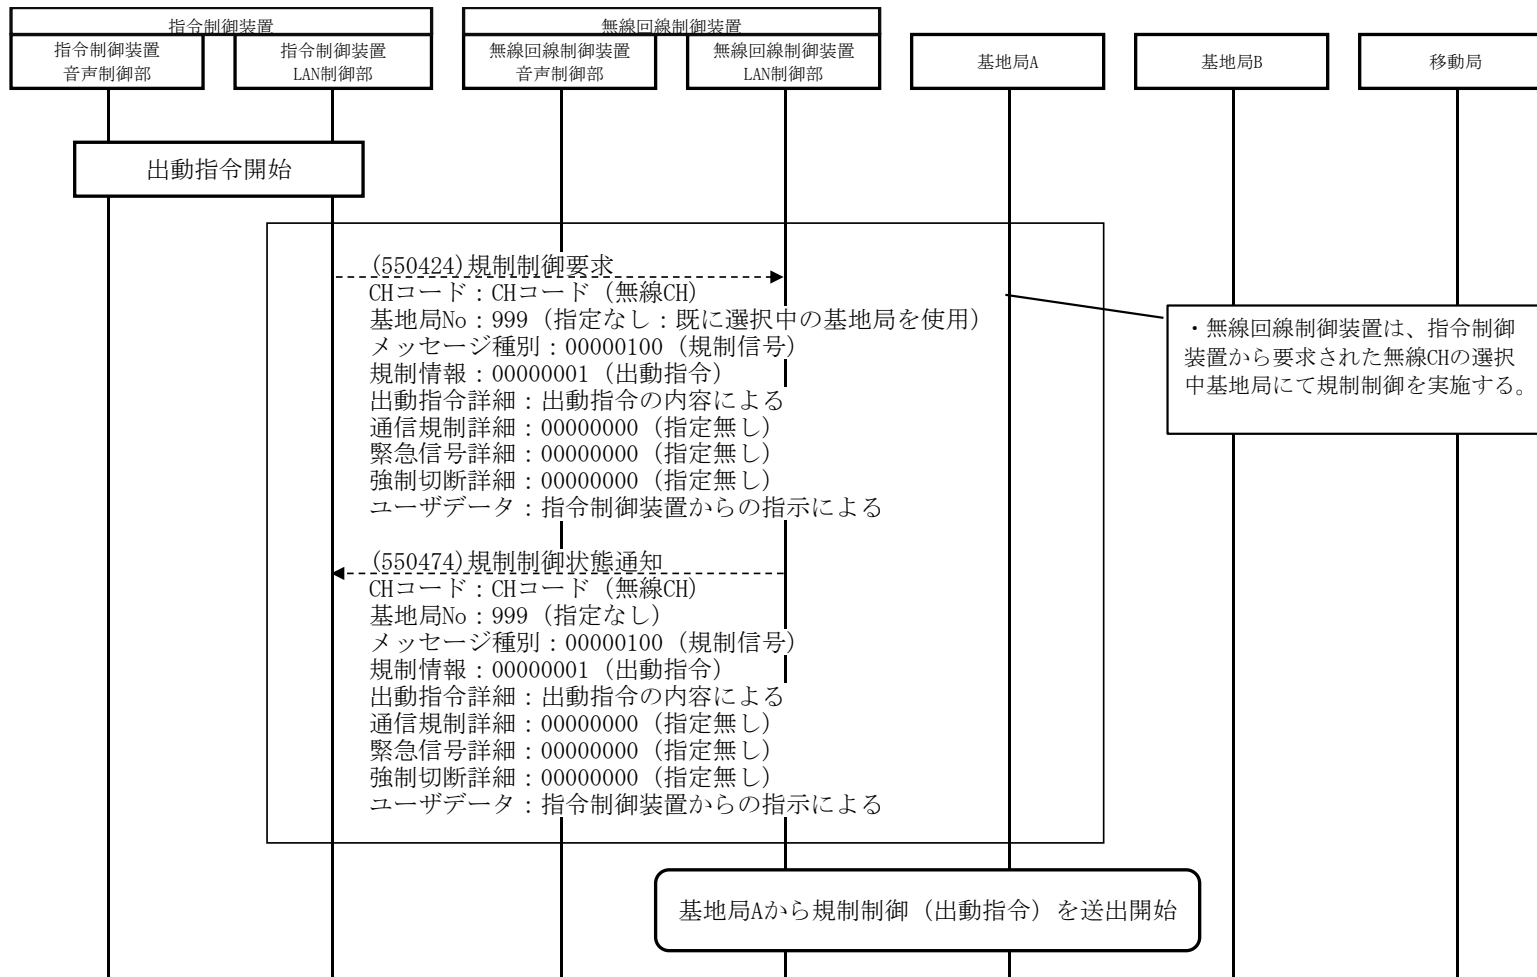 指令制御装置
無線回線制御装置
指令制御装置
音声制御部
指令制御装置
LAN制御部
無線回線制御装置
音声制御部
無線回線制御装置
LAN制御部
基地局A
基地局B
移動局
出動指令開始
(550424)規制制御要求
CHコード：CHコード（無線CH）
基地局No：999（指定なし：既に選択中の基地局を使用）
メッセージ種別：00000100（規制信号）
規制情報：00000001（出動指令）
出動指令詳細：出動指令の内容による
通信規制詳細：00000000（指定無し）
緊急信号詳細：00000000（指定無し）
強制切断詳細：00000000（指定無し）
ユーザデータ：指令制御装置からの指示による
・無線回線制御装置は、指令制御
装置から要求された無線CHの選択
中基地局にて規制制御を実施する。
(550474)規制制御状態通知
CHコード：CHコード（無線CH）
基地局No：999（指定なし）
メッセージ種別：00000100（規制信号）
規制情報：00000001（出動指令）
出動指令詳細：出動指令の内容による
通信規制詳細：00000000（指定無し）
緊急信号詳細：00000000（指定無し）
強制切断詳細：00000000（指定無し）
ユーザデータ：指令制御装置からの指示による
基地局Aから規制制御（出動指令）を送出開始